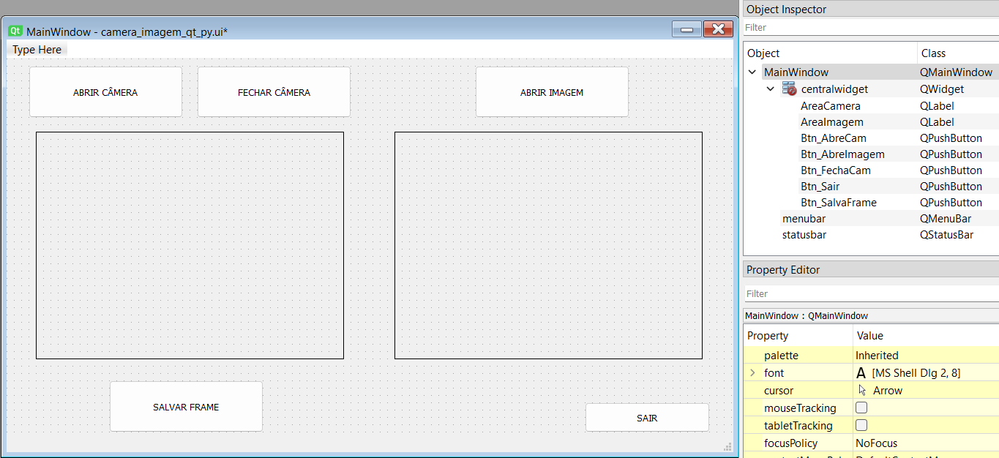 Qt MainWindow - camera_imagem_qt_py.ui*
Type Here
ABRIR CÂMERA
FECHAR CÂMERA
ABRIR IMAGEM
SALVAR FRAME
SAIR
Object Inspector
Filter
Object Class
MainWindow QMainWindow
centralwidget QWidget
AreaCamera QLabel
AreaImagem QLabel
Btn_AbreCam QPushButton
Btn_AbreImagem QPushButton
Btn_FechaCam QPushButton
Btn_Sair QPushButton
Btn_SalvaFrame QPushButton
menubar QMenuBar
statusbar QStatusBar
Property Editor
Filter
MainWindow : QMainWindow
Property Value
palette Inherited
font A [MS Shell Dlg 2, 8]
cursor Arrow
mouseTracking
tabletTracking
focusPolicy NoFocus